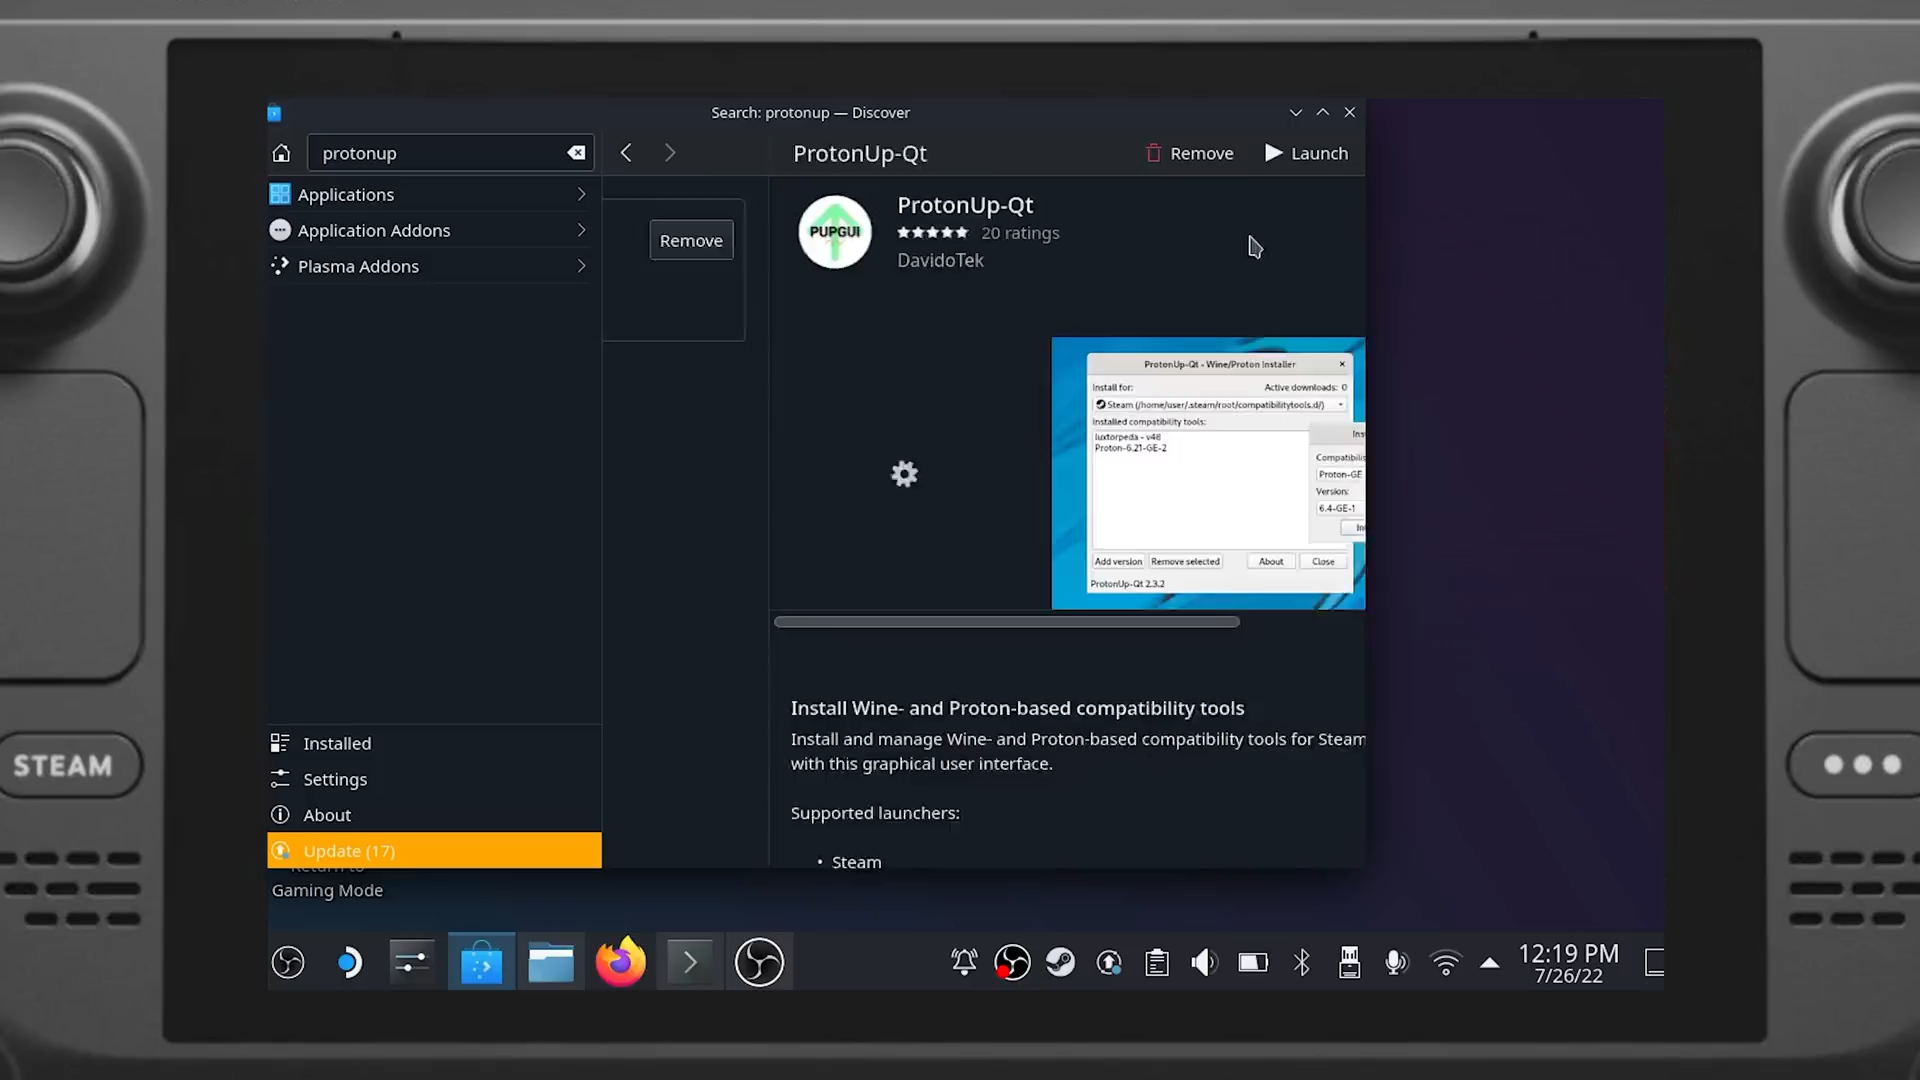 Search: protonup — Discover
protonup
ProtonUp-Qt
Remove
Launch
Applications
Application Addons
Plasma Addons
Remove
PUPGUI
ProtonUp-Qt
20 ratings
DavidoTek
ProtonUp-Qt - Wine/Proton Installer
Install for:
Active downloads: 0
Steam (/home/user/.steam/root/compatibilitytools.d/)
Installed compatibility tools:
luxtorpeda - v48
Proton-6.21-GE-2
Proton-GE
Version:
6.4-GE-1
Add version
Remove selected
About
Close
ProtonUp-Qt 2.3.2
Install Wine- and Proton-based compatibility tools
Install and manage Wine- and Proton-based compatibility tools for Steam
with this graphical user interface.
Supported launchers:
• Steam
Installed
Settings
About
Update (17)
Return to
Gaming Mode
STEAM
12:19 PM
7/26/22